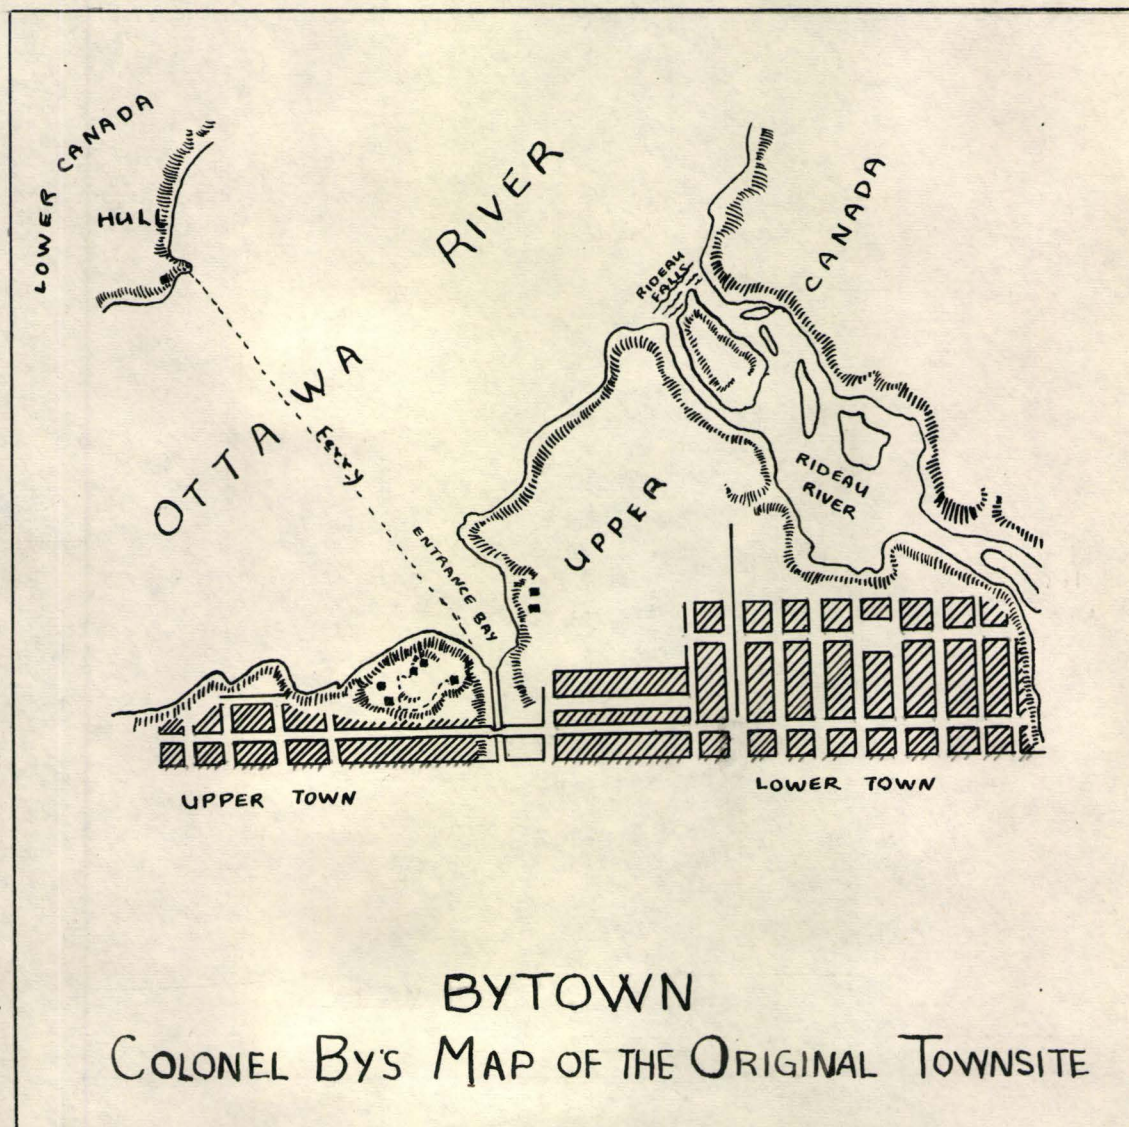 LOWER CANADA
HULL
OTTAWA
RIVER
Ferry
ENTRANCE BAY
RIDEAU
FALLS
UPPER
CANADA
RIDEAU
RIVER
UPPER TOWN
LOWER TOWN
BYTOWN
COLONEL BY'S MAP OF THE ORIGINAL TOWNSITE